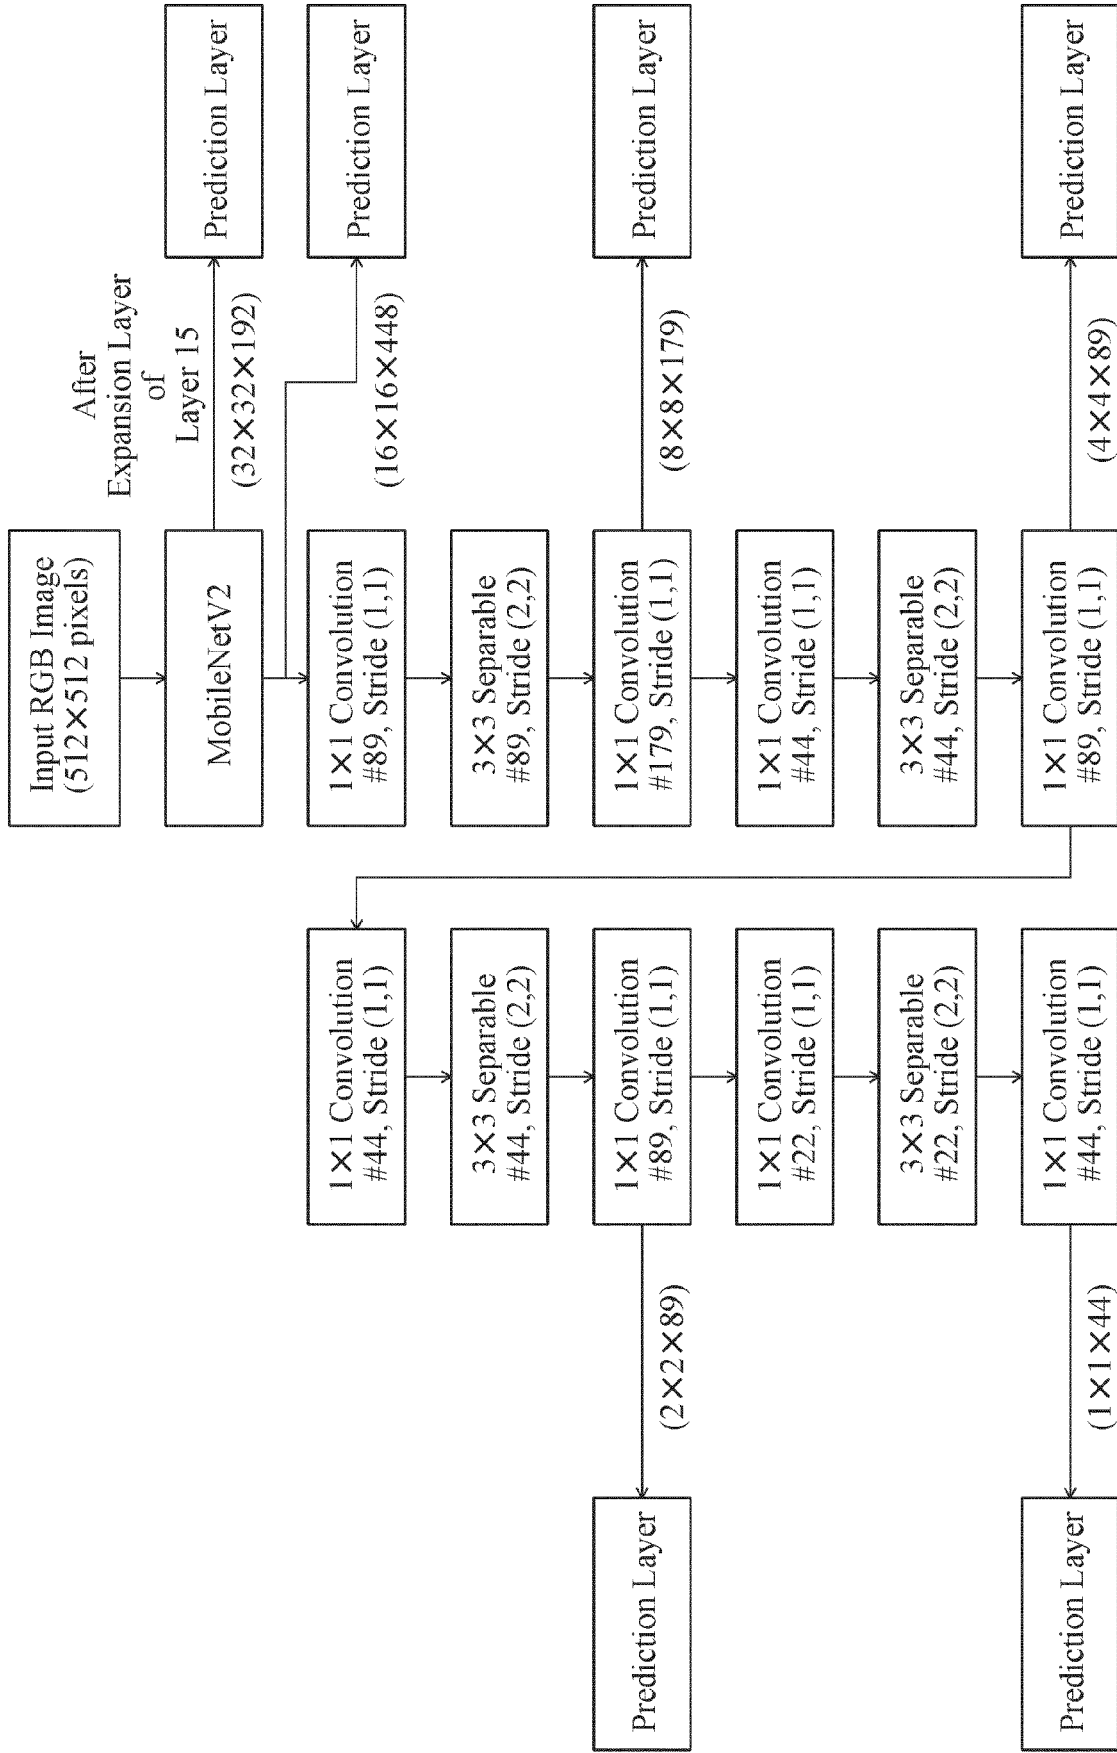 Input RGB Image
(512×512 pixels)
MobileNetV2
After
Expansion Layer
of
Layer 15
(32×32×192)
Prediction Layer
(16×16×448)
Prediction Layer
1×1 Convolution
#89, Stride (1,1)
3×3 Separable
#89, Stride (2,2)
1×1 Convolution
#179, Stride (1,1)
(8×8×179)
Prediction Layer
1×1 Convolution
#44, Stride (1,1)
3×3 Separable
#44, Stride (2,2)
1×1 Convolution
#89, Stride (1,1)
(4×4×89)
Prediction Layer
1×1 Convolution
#44, Stride (1,1)
3×3 Separable
#44, Stride (2,2)
1×1 Convolution
#89, Stride (1,1)
(2×2×89)
Prediction Layer
1×1 Convolution
#22, Stride (1,1)
3×3 Separable
#22, Stride (2,2)
1×1 Convolution
#44, Stride (1,1)
(1×1×44)
Prediction Layer